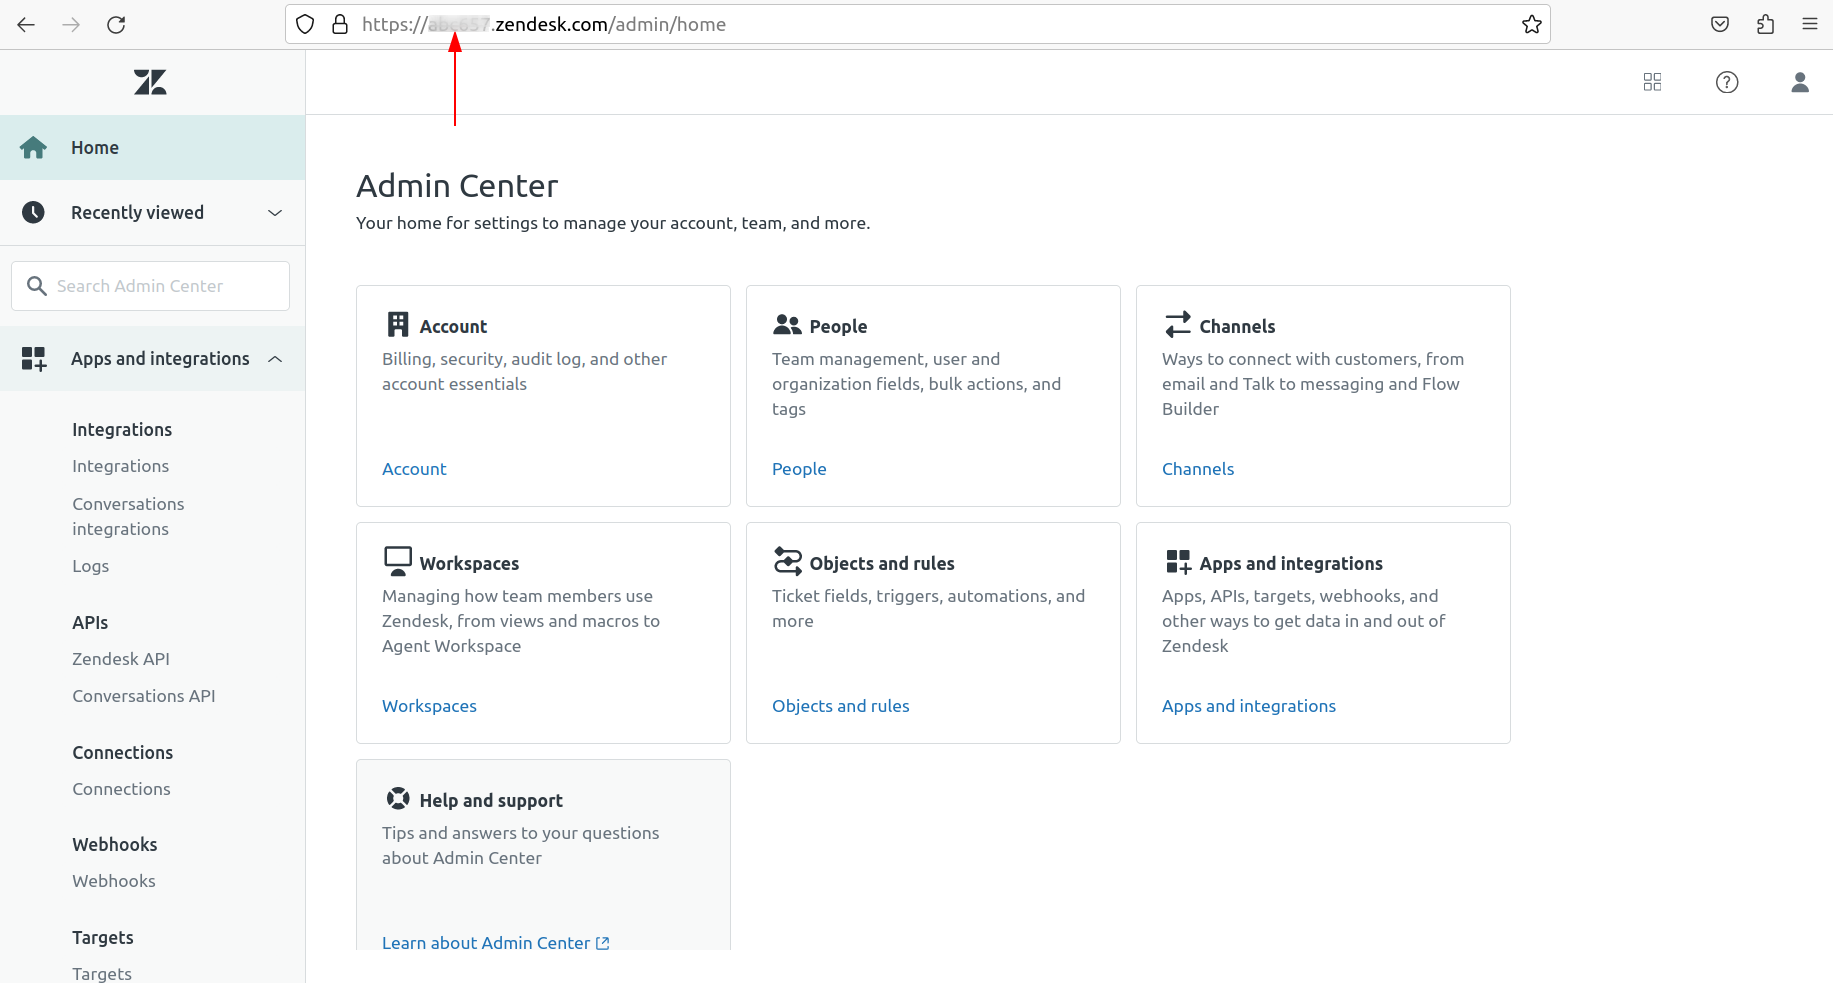 https://abc657.zendesk.com/admin/home
Home
Recently viewed
Search Admin Center
Apps and integrations
Integrations
Integrations
Conversations
integrations
Logs
APIs
Zendesk API
Conversations API
Connections
Connections
Webhooks
Webhooks
Targets
Targets
Admin Center
Your home for settings to manage your account, team, and more.
Account
Billing, security, audit log, and other
account essentials
Account
People
Team management, user and
organization fields, bulk actions, and
tags
People
Channels
Ways to connect with customers, from
email and Talk to messaging and Flow
Builder
Channels
Workspaces
Managing how team members use
Zendesk, from views and macros to
Agent Workspace
Workspaces
Objects and rules
Ticket fields, triggers, automations, and
more
Objects and rules
Apps and integrations
Apps, APIs, targets, webhooks, and
other ways to get data in and out of
Zendesk
Apps and integrations
Help and support
Tips and answers to your questions
about Admin Center
Learn about Admin Center